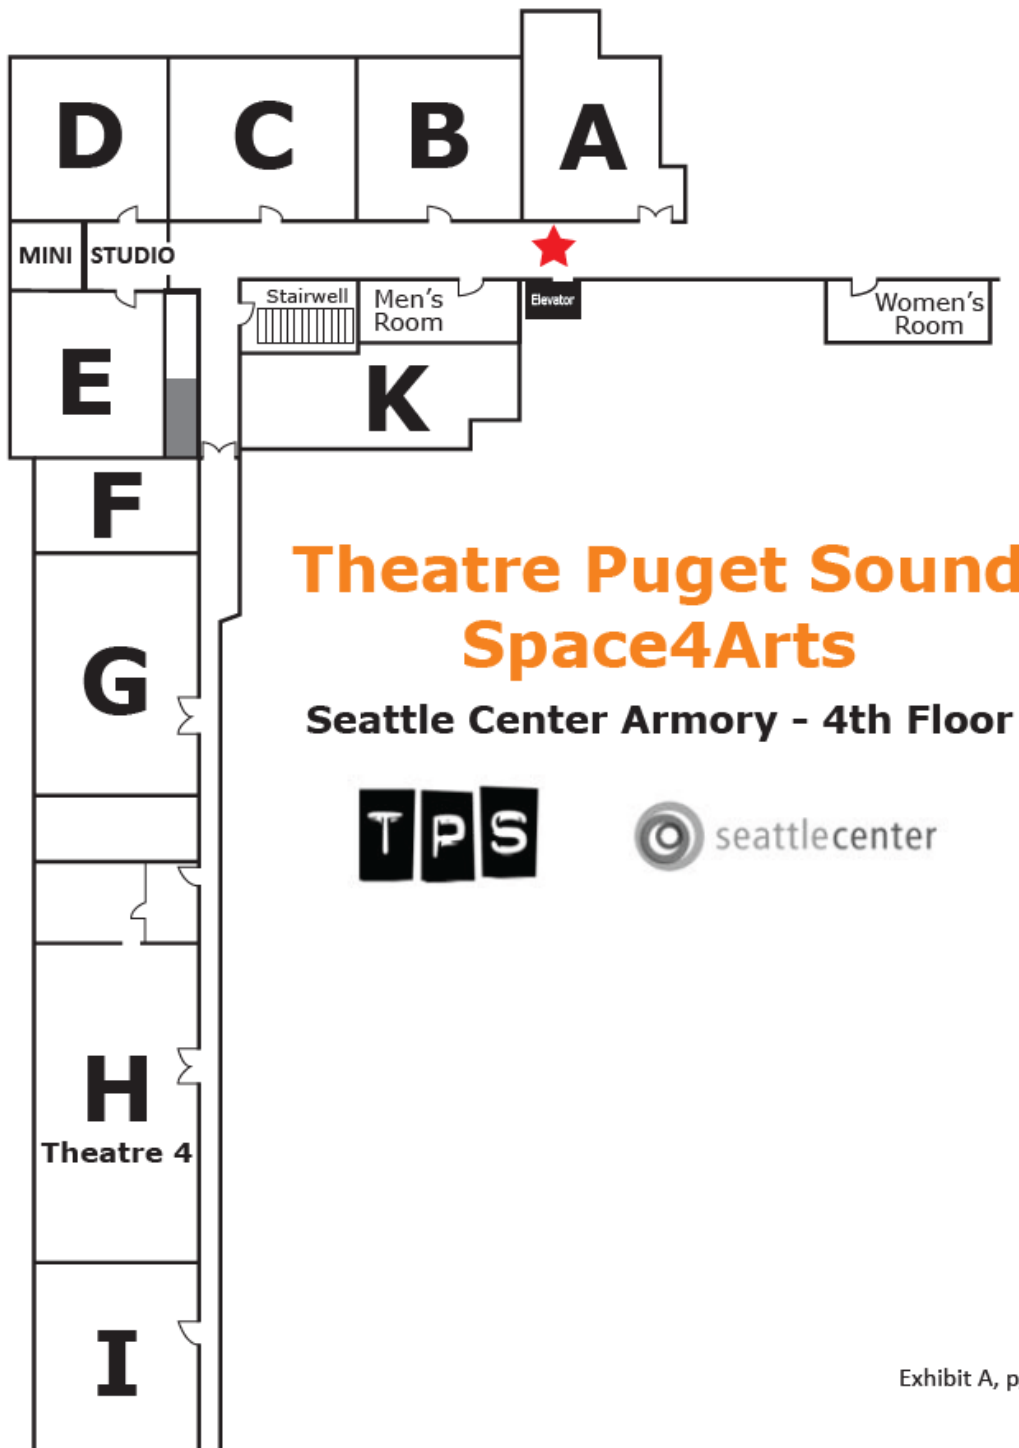 D C B A
MINI STUDIO
Stairwell
Men's
Room
Elevator
Women's
Room
E
K
F
Theatre Puget Sound
Space4Arts
G
Seattle Center Armory - 4th Floor
TPS
seattlecenter
H
Theatre 4
I
Exhibit A, p